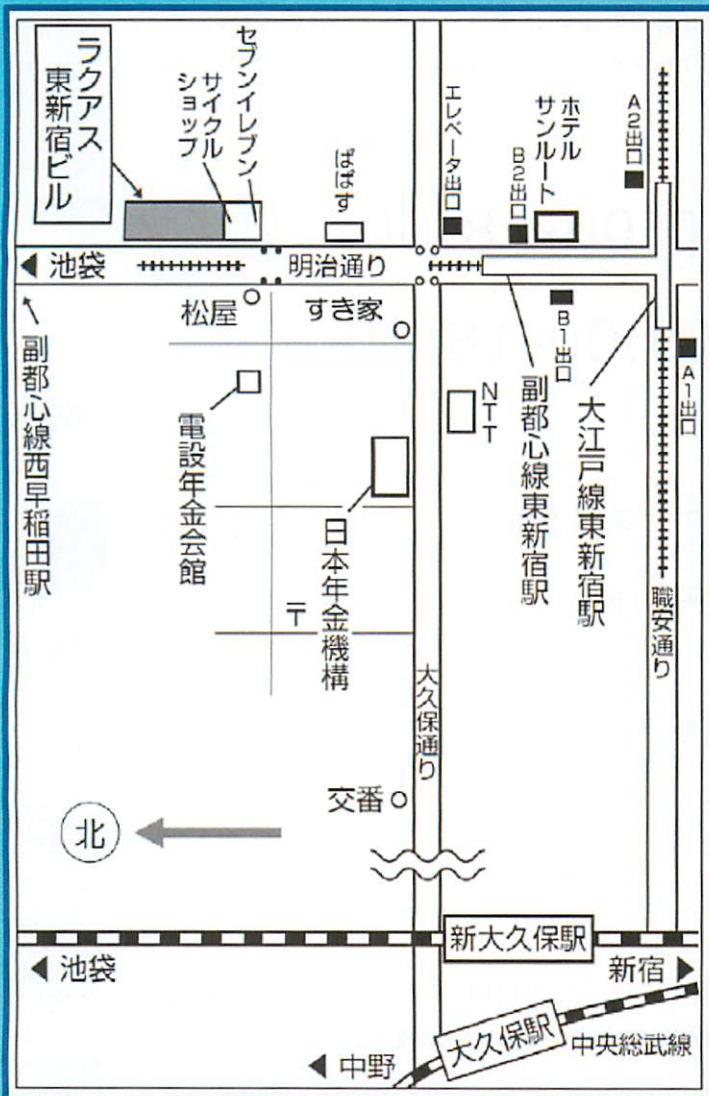 ラクアス
東新宿ビル
セブンイレブン
サイクル
ショップ
ぱぱす
エレベータ出口
B2出口
ホテル
サンルート
A2出口
池袋
明治通り
松屋
すき家
B1出口
A1出口
副都心線西早稲田駅
電設年金会館
日本年金機構
〒
NTT
副都心線東新宿駅
大江戸線東新宿駅
職安通り
大久保通り
交番
北
新大久保駅
池袋
新宿
大久保駅
中央総武線
中野